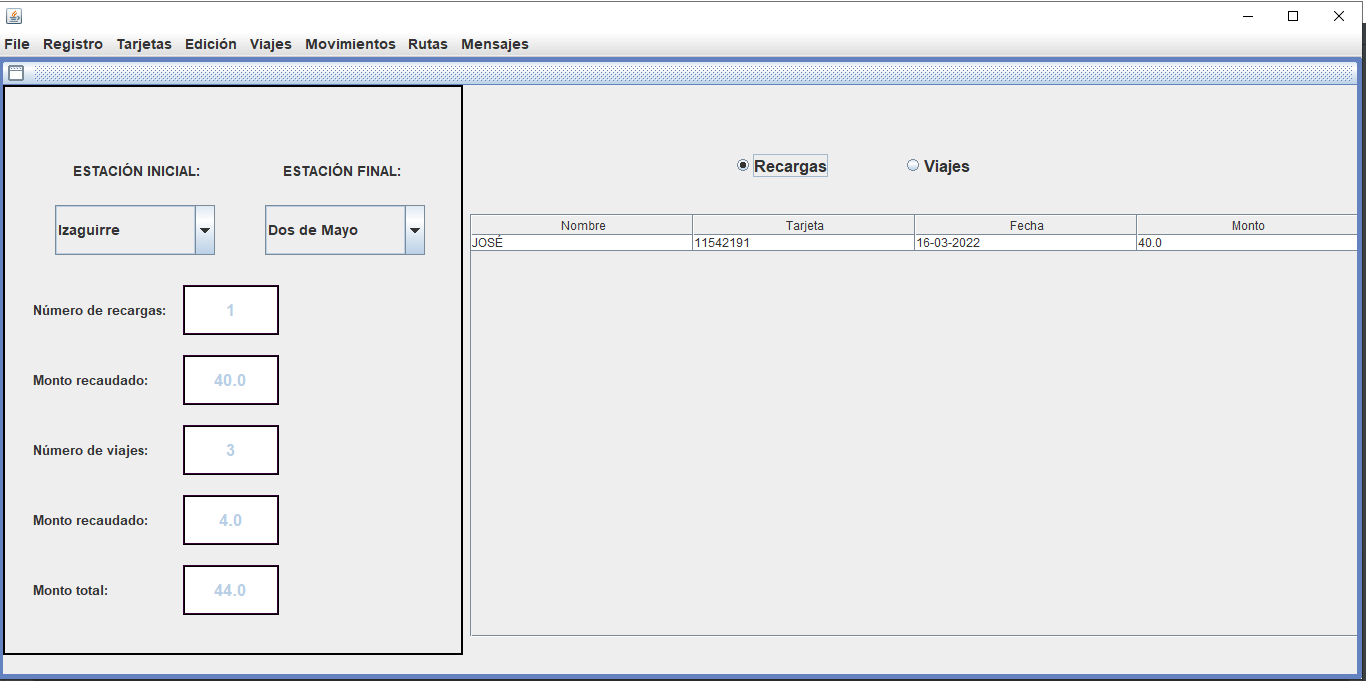 File Registro Tarjetas Edición Viajes Movimientos Rutas Mensajes
ESTACIÓN INICIAL: ESTACIÓN FINAL:
Izaguirre Dos de Mayo
Número de recargas: 1
Monto recaudado: 40.0
Número de viajes: 3
Monto recaudado: 4.0
Monto total: 44.0
Recargas Viajes
Nombre Tarjeta Fecha Monto
JOSÉ 11542191 16-03-2022 40.0